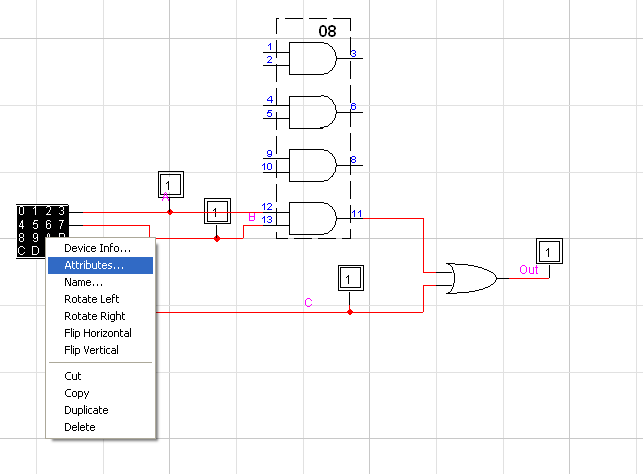 08
1
2
3
4
5
6
9
10
8
12
13
11
1
A
1
B
0 1 2 3
4 5 6 7
8 9 A B
C D
Device Info...
Attributes...
Name...
Rotate Left
Rotate Right
Flip Horizontal
Flip Vertical
Cut
Copy
Duplicate
Delete
1
C
1
Out